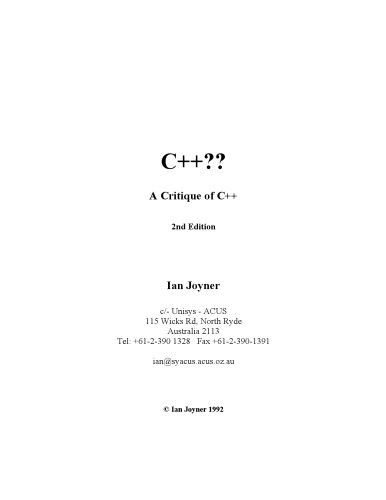 C++??
A Critique of C++
2nd Edition
Ian Joyner
c/- Unisys - ACUS
115 Wicks Rd, North Ryde
Australia 2113
Tel: +61-2-390 1328 Fax +61-2-390-1391
ian@syacus.acus.oz.au
© Ian Joyner 1992